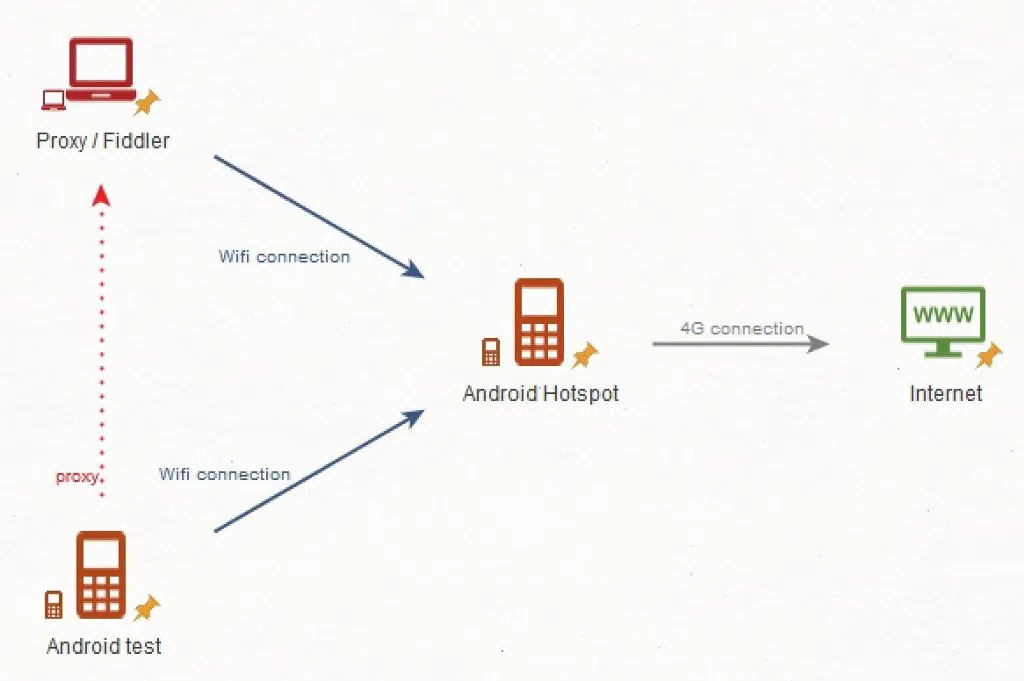 Proxy / Fiddler
Wifi connection
4G connection
WWW
Android Hotspot
Internet
proxy
Wifi connection
Android test